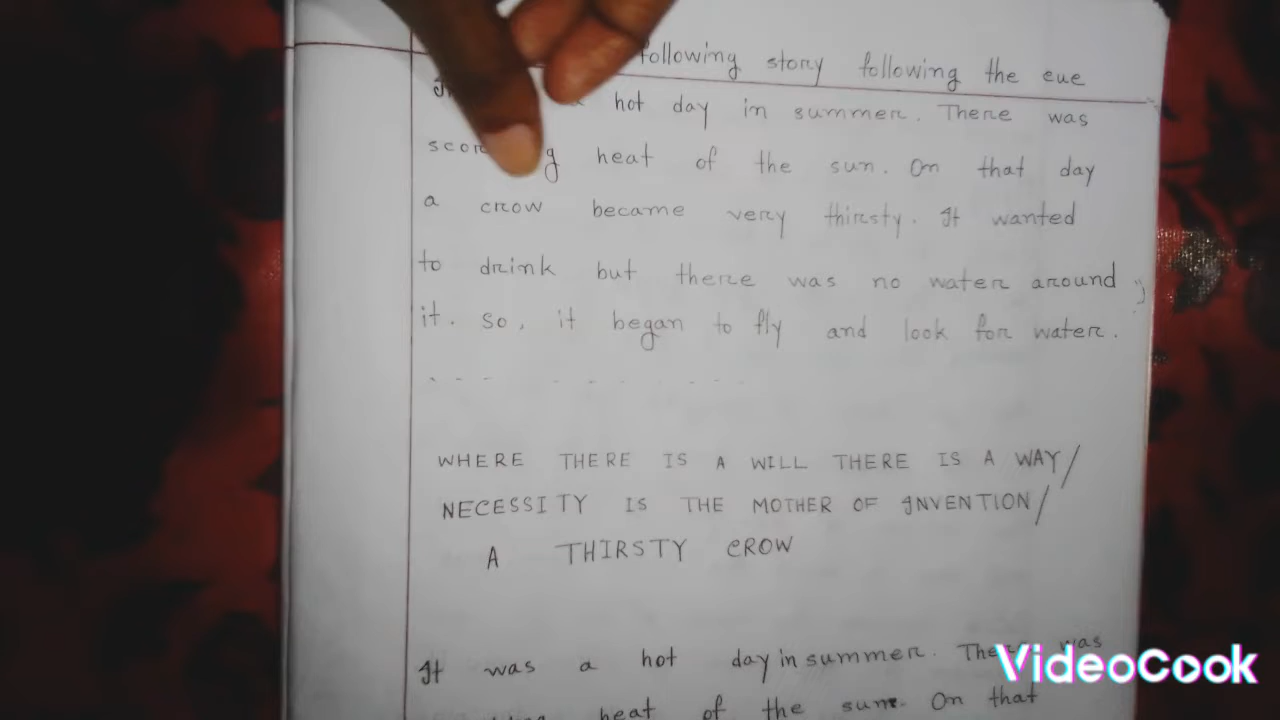 following story following the cue
hot day in summer. There was
heat of the sun. On that day
a crow became very thirsty. It wanted
to drink but there was no water around
it. So, it began to fly and look for water.
WHERE THERE IS A WILL THERE IS A WAY/
NECESSITY IS THE MOTHER OF INVENTION/
A THIRSTY CROW
It was a hot day in summer. There was
heat of the sun. On that
VideoCook